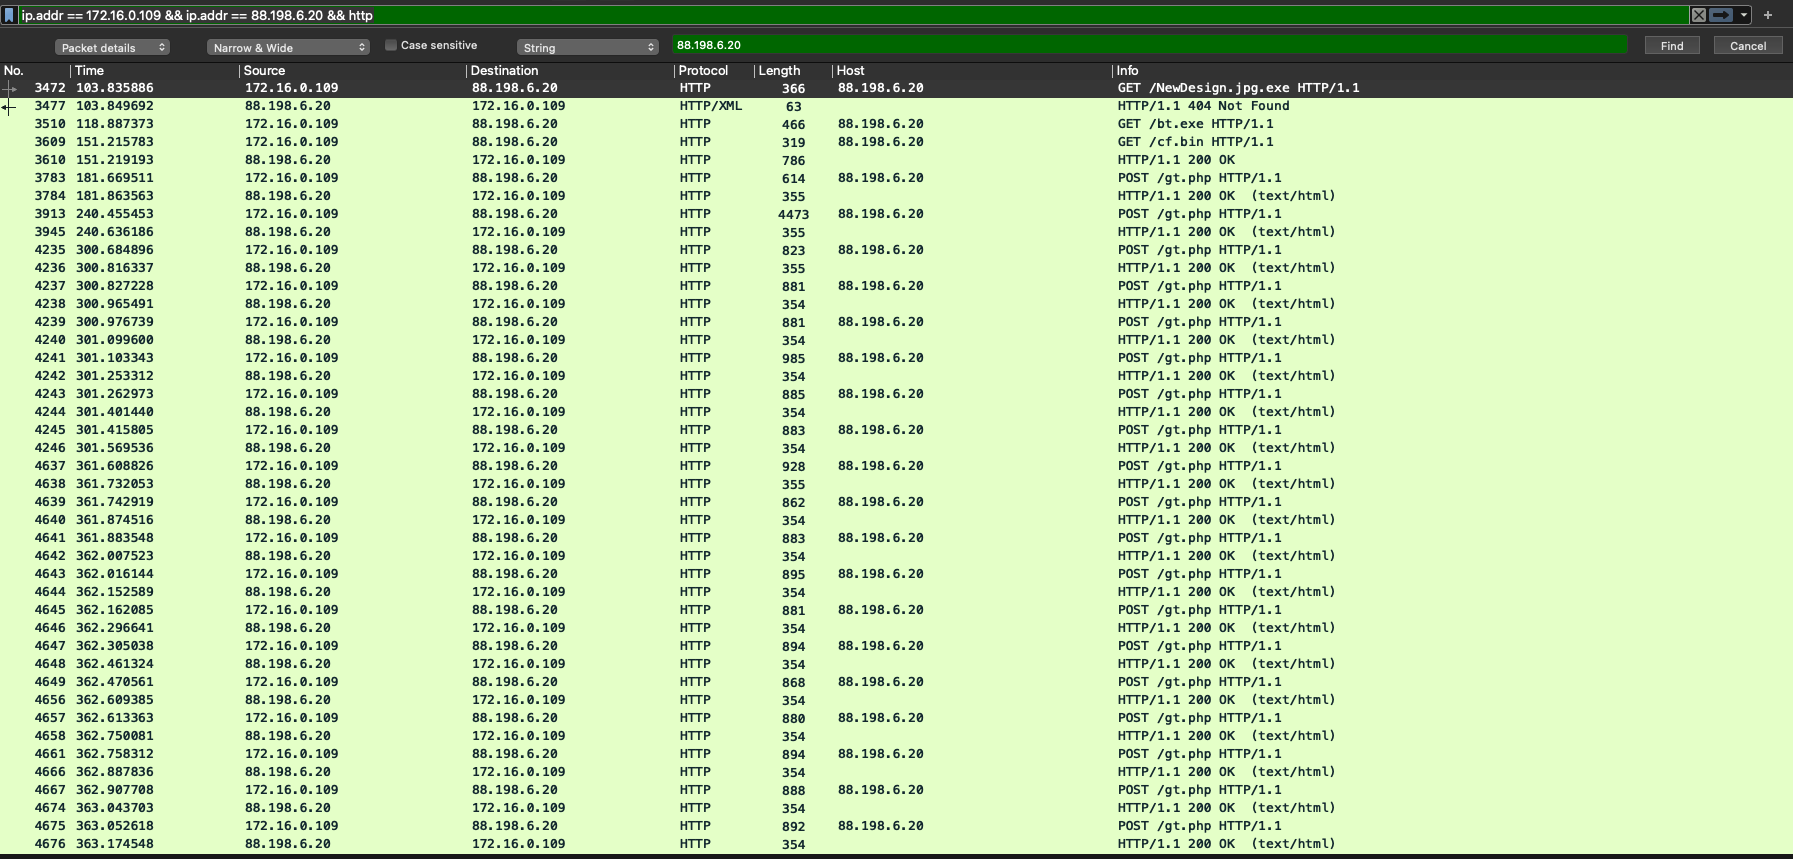 ip.addr == 172.16.0.109 && ip.addr == 88.198.6.20 && http
Packet details Narrow & Wide Case sensitive String 88.198.6.20 Find Cancel
No. Time Source Destination Protocol Length Host Info
3472 103.835886 172.16.0.109 88.198.6.20 HTTP 366 GET /NewDesign.jpg.exe HTTP/1.1
3477 103.849692 88.198.6.20 172.16.0.109 HTTP/XML 63 HTTP/1.1 404 Not Found
3510 118.887373 172.16.0.109 88.198.6.20 HTTP 466 88.198.6.20 GET /bt.exe HTTP/1.1
3609 151.215783 172.16.0.109 88.198.6.20 HTTP 319 88.198.6.20 GET /cf.bin HTTP/1.1
3610 151.219193 88.198.6.20 172.16.0.109 HTTP 786 HTTP/1.1 200 OK
3783 181.669511 172.16.0.109 88.198.6.20 HTTP 614 88.198.6.20 POST /gt.php HTTP/1.1
3784 181.863563 88.198.6.20 172.16.0.109 HTTP 355 HTTP/1.1 200 OK (text/html)
3913 240.455453 172.16.0.109 88.198.6.20 HTTP 4473 88.198.6.20 POST /gt.php HTTP/1.1
3945 240.636186 88.198.6.20 172.16.0.109 HTTP 355 HTTP/1.1 200 OK (text/html)
4235 300.684896 172.16.0.109 88.198.6.20 HTTP 823 88.198.6.20 POST /gt.php HTTP/1.1
4236 300.816337 88.198.6.20 172.16.0.109 HTTP 355 HTTP/1.1 200 OK (text/html)
4237 300.827228 172.16.0.109 88.198.6.20 HTTP 881 88.198.6.20 POST /gt.php HTTP/1.1
4238 300.965491 88.198.6.20 172.16.0.109 HTTP 354 HTTP/1.1 200 OK (text/html)
4239 300.976739 172.16.0.109 88.198.6.20 HTTP 881 88.198.6.20 POST /gt.php HTTP/1.1
4240 301.099600 88.198.6.20 172.16.0.109 HTTP 354 HTTP/1.1 200 OK (text/html)
4241 301.103343 172.16.0.109 88.198.6.20 HTTP 985 88.198.6.20 POST /gt.php HTTP/1.1
4242 301.253312 88.198.6.20 172.16.0.109 HTTP 354 HTTP/1.1 200 OK (text/html)
4243 301.262973 172.16.0.109 88.198.6.20 HTTP 885 88.198.6.20 POST /gt.php HTTP/1.1
4244 301.401440 88.198.6.20 172.16.0.109 HTTP 354 HTTP/1.1 200 OK (text/html)
4245 301.415805 172.16.0.109 88.198.6.20 HTTP 883 88.198.6.20 POST /gt.php HTTP/1.1
4246 301.569536 88.198.6.20 172.16.0.109 HTTP 354 HTTP/1.1 200 OK (text/html)
4637 361.608826 172.16.0.109 88.198.6.20 HTTP 928 88.198.6.20 POST /gt.php HTTP/1.1
4638 361.732053 88.198.6.20 172.16.0.109 HTTP 355 HTTP/1.1 200 OK (text/html)
4639 361.742919 172.16.0.109 88.198.6.20 HTTP 862 88.198.6.20 POST /gt.php HTTP/1.1
4640 361.874516 88.198.6.20 172.16.0.109 HTTP 354 HTTP/1.1 200 OK (text/html)
4641 361.883548 172.16.0.109 88.198.6.20 HTTP 883 88.198.6.20 POST /gt.php HTTP/1.1
4642 362.007523 88.198.6.20 172.16.0.109 HTTP 354 HTTP/1.1 200 OK (text/html)
4643 362.016144 172.16.0.109 88.198.6.20 HTTP 895 88.198.6.20 POST /gt.php HTTP/1.1
4644 362.152589 88.198.6.20 172.16.0.109 HTTP 354 HTTP/1.1 200 OK (text/html)
4645 362.162085 172.16.0.109 88.198.6.20 HTTP 881 88.198.6.20 POST /gt.php HTTP/1.1
4646 362.296641 88.198.6.20 172.16.0.109 HTTP 354 HTTP/1.1 200 OK (text/html)
4647 362.305038 172.16.0.109 88.198.6.20 HTTP 894 88.198.6.20 POST /gt.php HTTP/1.1
4648 362.461324 88.198.6.20 172.16.0.109 HTTP 354 HTTP/1.1 200 OK (text/html)
4649 362.470561 172.16.0.109 88.198.6.20 HTTP 868 88.198.6.20 POST /gt.php HTTP/1.1
4656 362.609385 88.198.6.20 172.16.0.109 HTTP 354 HTTP/1.1 200 OK (text/html)
4657 362.613363 172.16.0.109 88.198.6.20 HTTP 880 88.198.6.20 POST /gt.php HTTP/1.1
4658 362.750081 88.198.6.20 172.16.0.109 HTTP 354 HTTP/1.1 200 OK (text/html)
4661 362.758312 172.16.0.109 88.198.6.20 HTTP 894 88.198.6.20 POST /gt.php HTTP/1.1
4666 362.887836 88.198.6.20 172.16.0.109 HTTP 354 HTTP/1.1 200 OK (text/html)
4667 362.907708 172.16.0.109 88.198.6.20 HTTP 888 88.198.6.20 POST /gt.php HTTP/1.1
4674 363.043703 88.198.6.20 172.16.0.109 HTTP 354 HTTP/1.1 200 OK (text/html)
4675 363.052618 172.16.0.109 88.198.6.20 HTTP 892 88.198.6.20 POST /gt.php HTTP/1.1
4676 363.174548 88.198.6.20 172.16.0.109 HTTP 354 HTTP/1.1 200 OK (text/html)